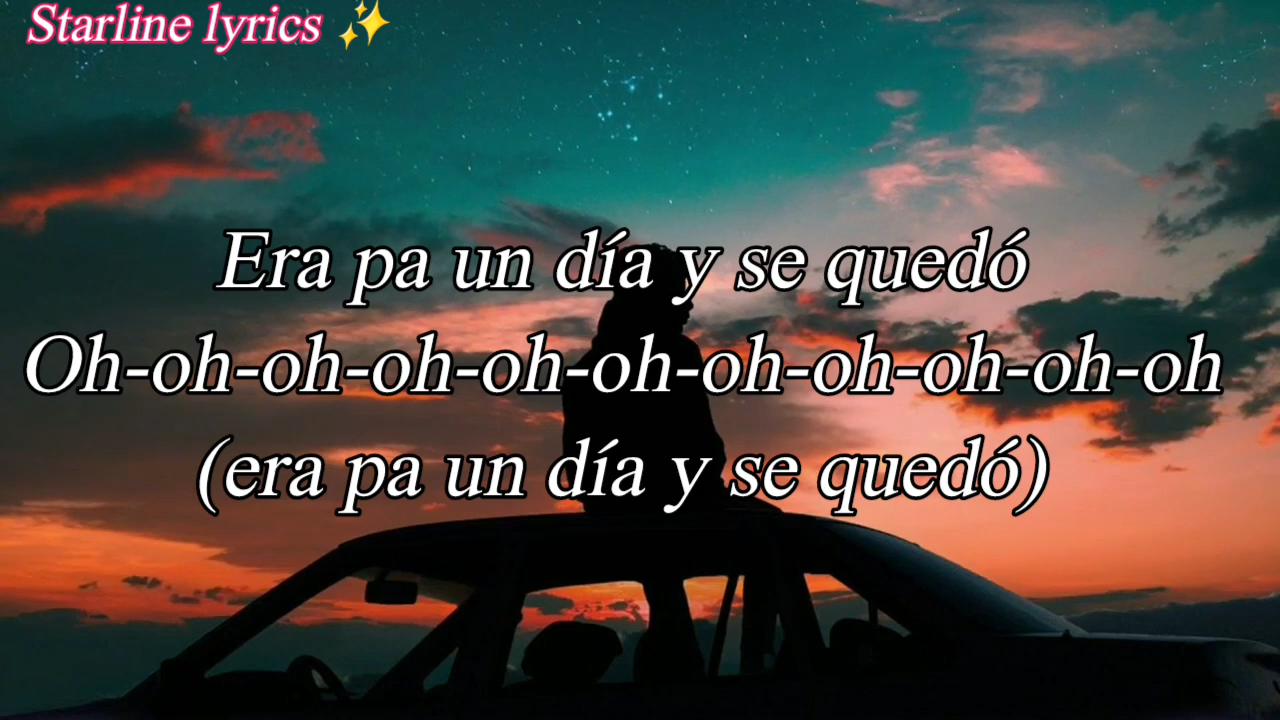 Starline lyrics ✨
Era pa un día y se quedó
Oh-oh-oh-oh-oh-oh-oh-oh-oh-oh-oh
(era pa un día y se quedó)